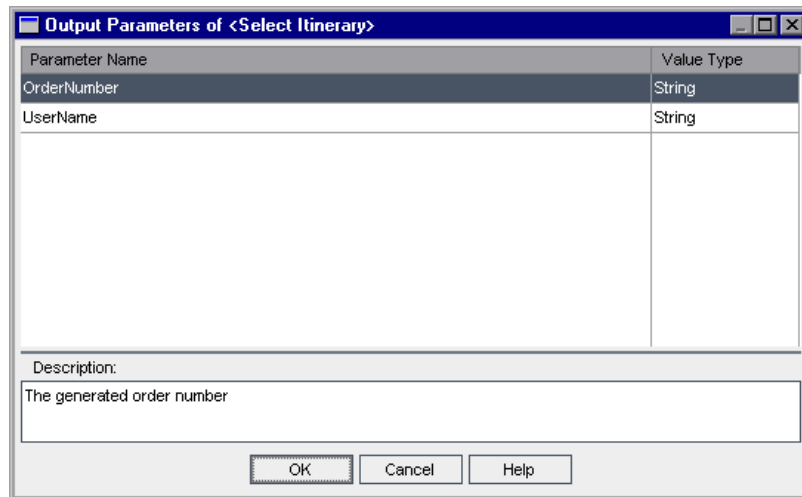 Output Parameters of <Select Itinerary>
Parameter Name Value Type
OrderNumber String
UserName String
Description:
The generated order number
OK Cancel Help